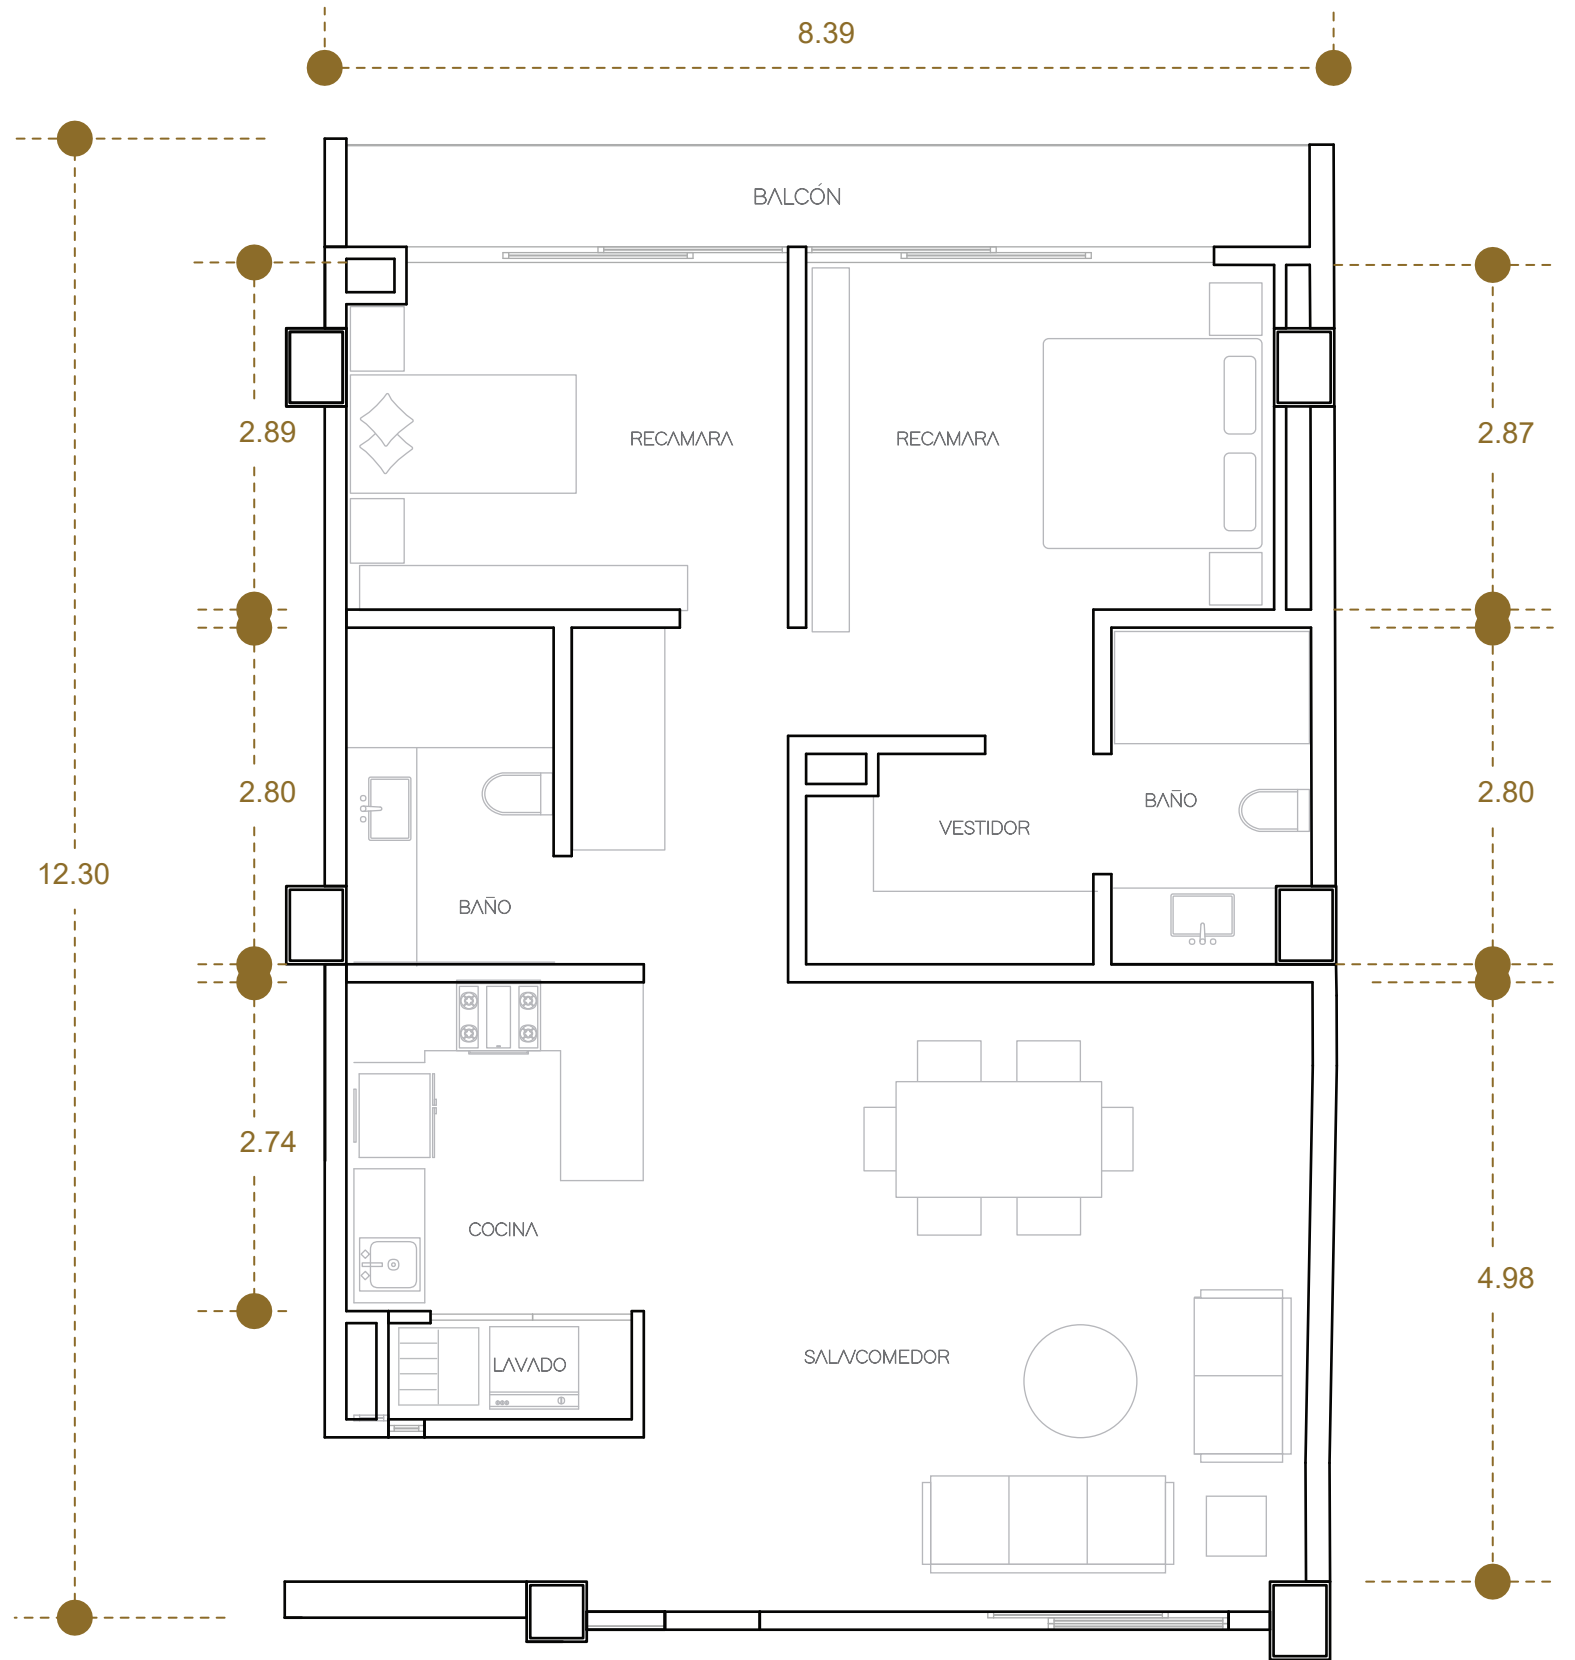 8.39
BALCÓN
2.89
RECAMARA
RECAMARA
2.87
2.80
BAÑO
2.80
VESTIDOR
12.30
BAÑO
2.74
COCINA
4.98
SALA/COMEDOR
LAVADO